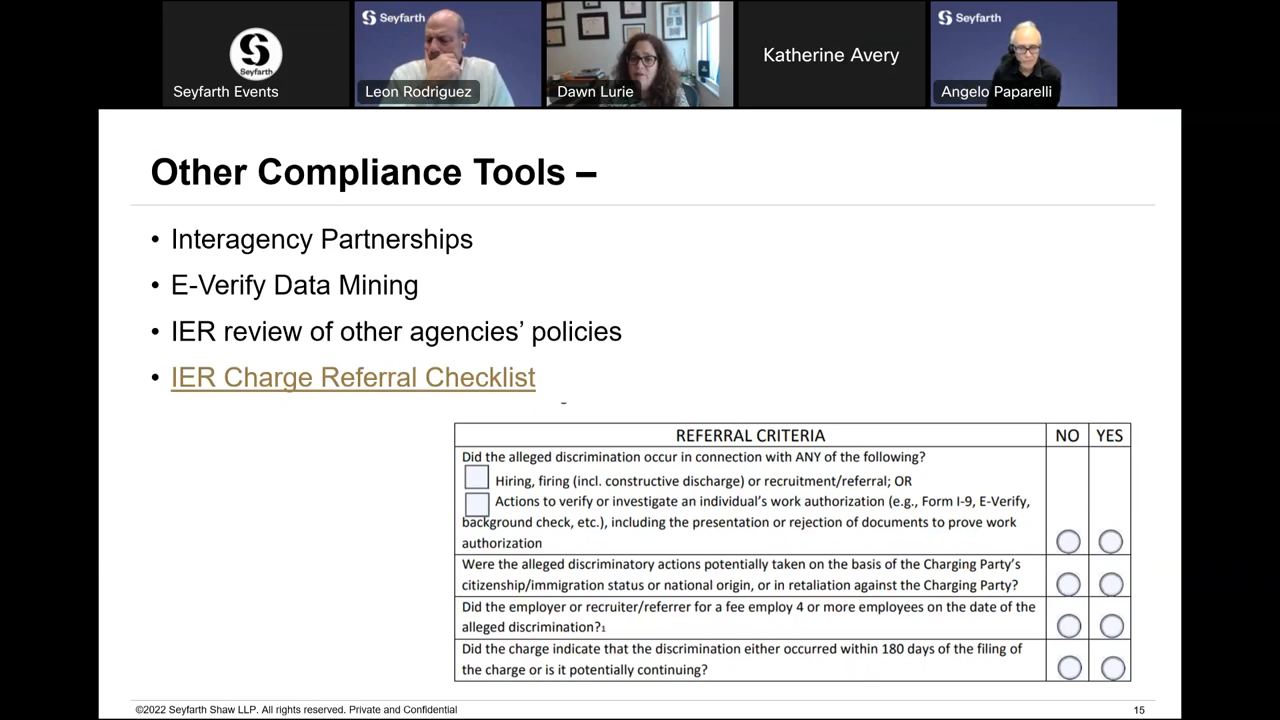 Seyfarth
Seyfarth Events
Seyfarth
Leon Rodriguez
Dawn Lurie
Katherine Avery
Seyfarth
Angelo Paparelli
Other Compliance Tools –
• Interagency Partnerships
• E-Verify Data Mining
• IER review of other agencies’ policies
• IER Charge Referral Checklist
REFERRAL CRITERIA NO YES
Did the alleged discrimination occur in connection with ANY of the following?
Hiring, firing (incl. constructive discharge) or recruitment/referral; OR
Actions to verify or investigate an individual’s work authorization (e.g., Form I-9, E-Verify,
background check, etc.), including the presentation or rejection of documents to prove work
authorization
Were the alleged discriminatory actions potentially taken on the basis of the Charging Party’s
citizenship/immigration status or national origin, or in retaliation against the Charging Party?
Did the employer or recruiter/referrer for a fee employ 4 or more employees on the date of the
alleged discrimination?1
Did the charge indicate that the discrimination either occurred within 180 days of the filing of
the charge or is it potentially continuing?
©2022 Seyfarth Shaw LLP. All rights reserved. Private and Confidential
15